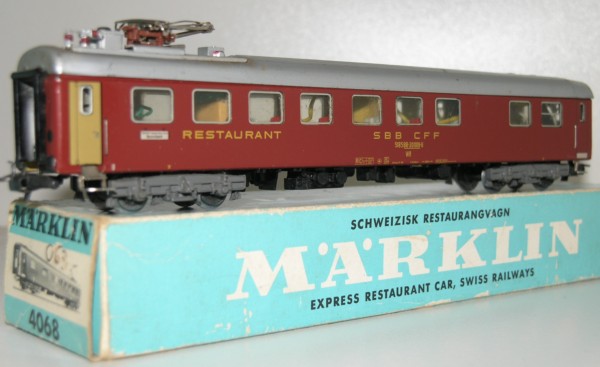 RESTAURANT
SBB CFF
MÄRKLIN
4068
SCHWEIZISK RESTAURANGVAGN
MÄRKLIN
EXPRESS RESTAURANT CAR, SWISS RAILWAYS